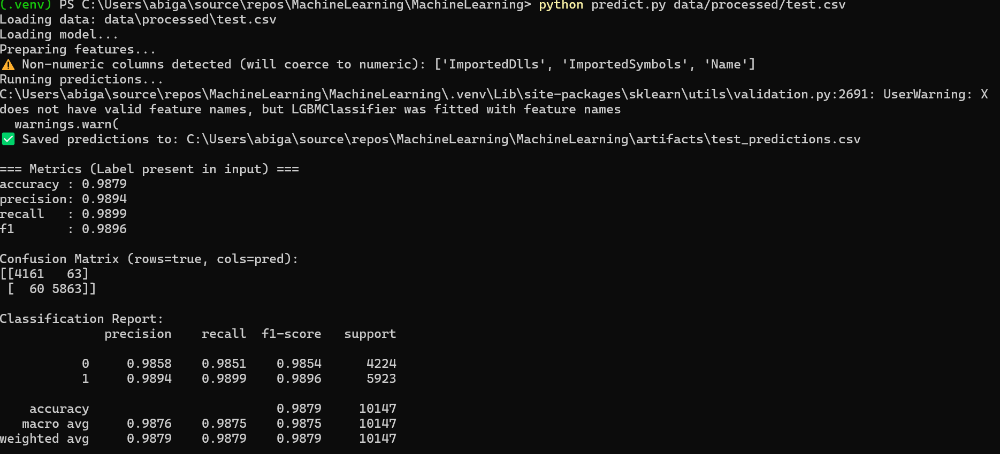 (.venv) PS C:\Users\abiga\source\repos\MachineLearning\MachineLearning> python predict.py data/processed/test.csv
Loading data: data\processed\test.csv
Loading model...
Preparing features...
⚠️ Non-numeric columns detected (will coerce to numeric): ['ImportedDlls', 'ImportedSymbols', 'Name']
Running predictions...
C:\Users\abiga\source\repos\MachineLearning\MachineLearning\.venv\Lib\site-packages\sklearn\utils\validation.py:2691: UserWarning: X
does not have valid feature names, but LGBMClassifier was fitted with feature names
  warnings.warn(
✅ Saved predictions to: C:\Users\abiga\source\repos\MachineLearning\MachineLearning\artifacts\test_predictions.csv

=== Metrics (Label present in input) ===
accuracy : 0.9879
precision: 0.9894
recall   : 0.9899
f1       : 0.9896

Confusion Matrix (rows=true, cols=pred):
[[4161   63]
 [  60 5863]]

Classification Report:
              precision    recall  f1-score   support

           0     0.9858    0.9851    0.9854      4224
           1     0.9894    0.9899    0.9896      5923

    accuracy                         0.9879     10147
   macro avg     0.9876    0.9875    0.9875     10147
weighted avg     0.9879    0.9879    0.9879     10147